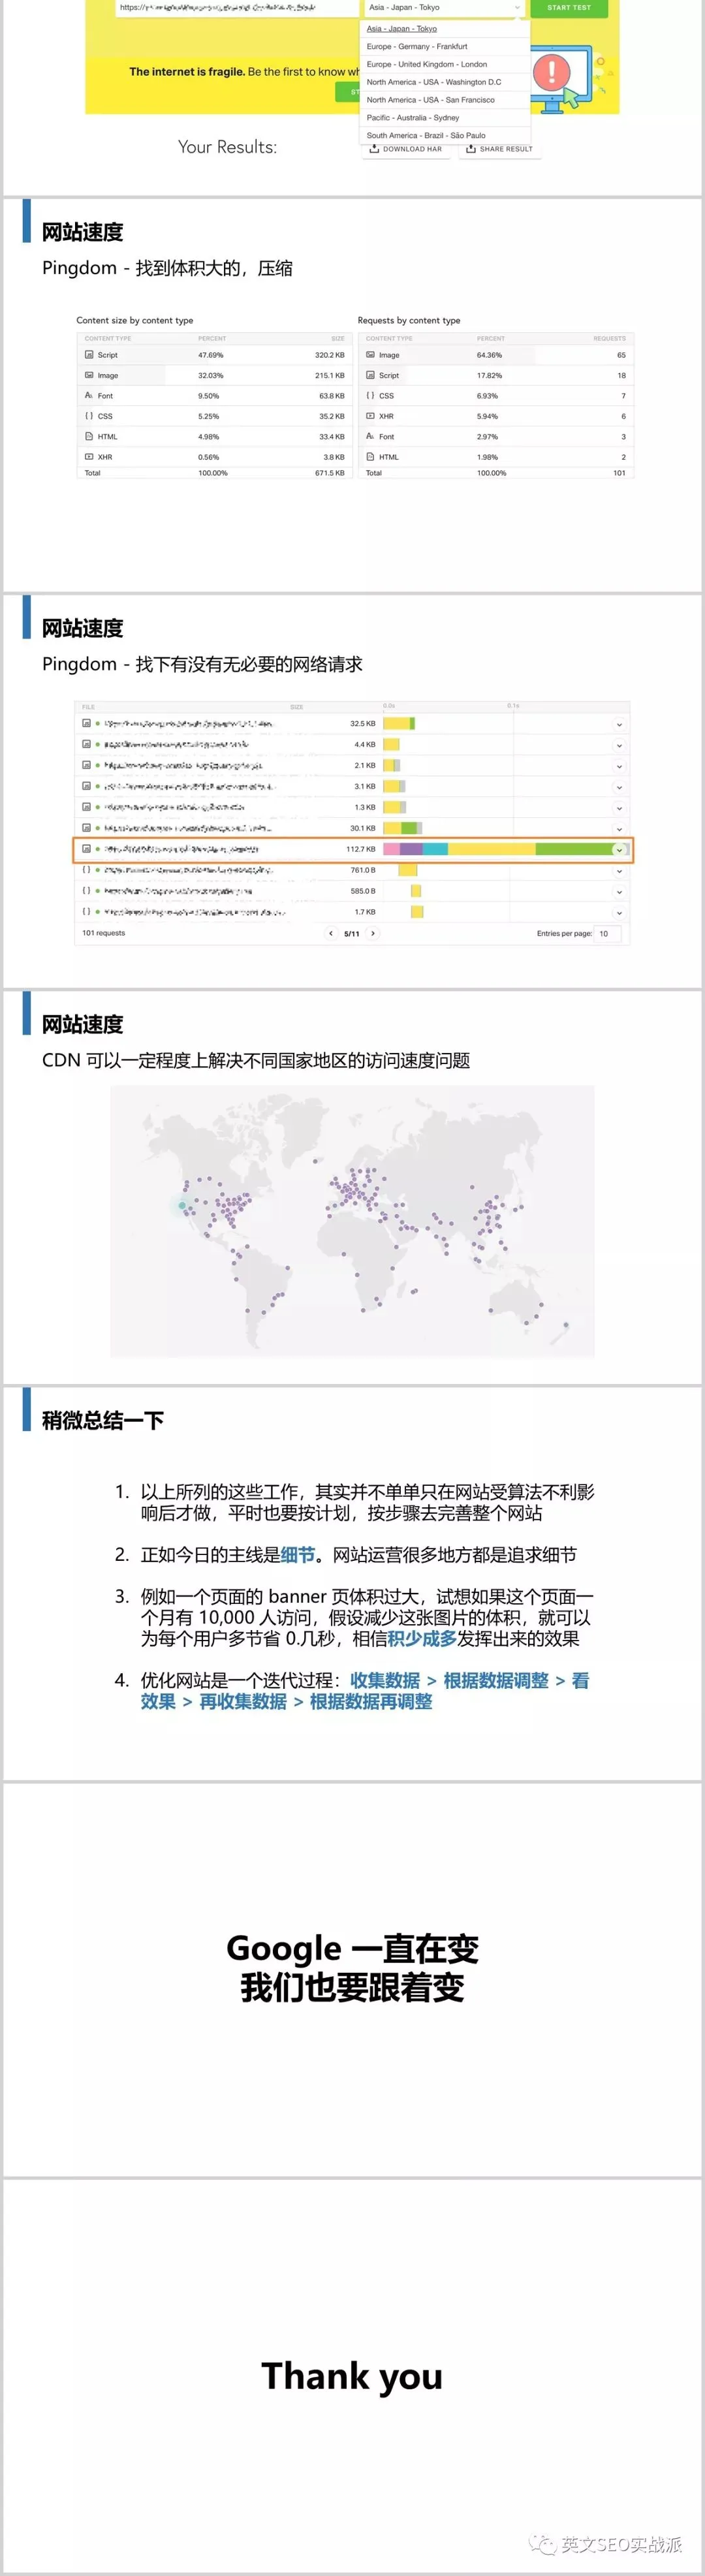 https://
Asia - Japan - Tokyo
START TEST
Asia - Japan - Tokyo
Europe - Germany - Frankfurt
Europe - United Kingdom - London
North America - USA - Washington D.C
North America - USA - San Francisco
Pacific - Australia - Sydney
South America - Brazil - São Paulo
The internet is fragile. Be the first to know
Your Results:
DOWNLOAD HAR
SHARE RESULT
网站速度
Pingdom - 找到体积大的，压缩
Content size by content type
CONTENT TYPE PERCENT SIZE
Script 47.69% 320.2 KB
Image 32.03% 215.1 KB
Font 9.50% 63.8 KB
CSS 5.25% 35.2 KB
HTML 4.98% 33.4 KB
XHR 0.56% 3.8 KB
Total 100.00% 671.5 KB
Requests by content type
CONTENT TYPE PERCENT REQUESTS
Image 64.36% 65
Script 17.82% 18
CSS 6.93% 7
XHR 5.94% 6
Font 2.97% 3
HTML 1.98% 2
Total 100.00% 101
网站速度
Pingdom - 找下有没有无必要的网络请求
FILE SIZE 0.0s 0.1s
32.5 KB
4.4 KB
2.1 KB
3.1 KB
1.3 KB
30.1 KB
112.7 KB
761.0 B
585.0 B
1.7 KB
101 requests 5/11 Entries per page: 10
网站速度
CDN 可以一定程度上解决不同国家地区的访问速度问题
稍微总结一下
1. 以上所列的这些工作，其实并不单单只在网站受算法不利影
响后才做，平时也要按计划，按步骤去完善整个网站
2. 正如今日的主线是细节。网站运营很多地方都是追求细节
3. 例如一个页面的 banner 页体积过大，试想如果这个页面一
个月有 10,000 人访问，假设减少这张图片的体积，就可以
为每个用户多节省 0.几秒，相信积少成多发挥出来的效果
4. 优化网站是一个迭代过程：收集数据 > 根据数据调整 > 看
效果 > 再收集数据 > 根据数据再调整
Google 一直在变
我们也要跟着变
Thank you
英文SEO实战派